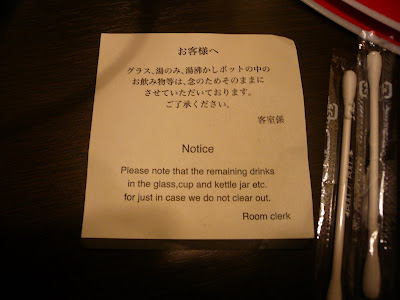 お客様へ
グラス、湯のみ、湯沸かしポットの中の
お飲み物等は、念のためそのままに
させていただいております。
ご了承ください。
客室係
Notice
Please note that the remaining drinks
in the glass,cup and kettle jar etc.
for just in case we do not clear out.
Room clerk